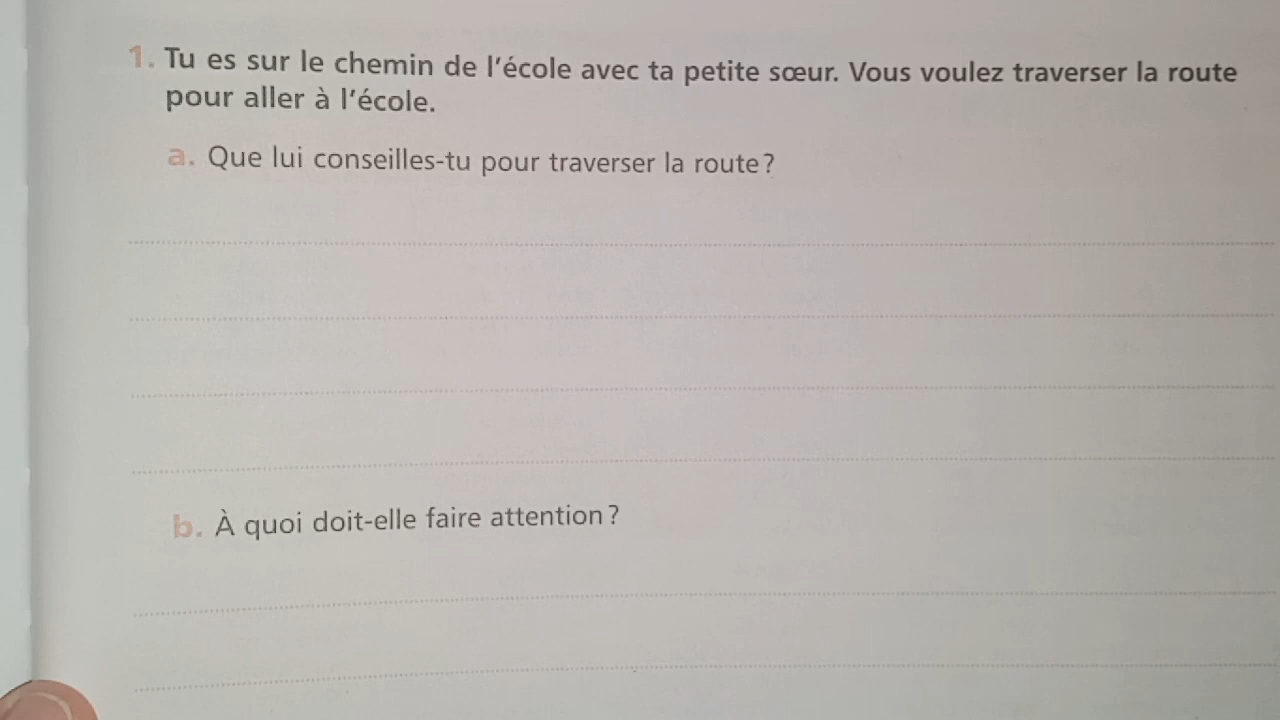 1. Tu es sur le chemin de l'école avec ta petite sœur. Vous voulez traverser la route
pour aller à l'école.
a. Que lui conseilles-tu pour traverser la route ?
b. À quoi doit-elle faire attention ?